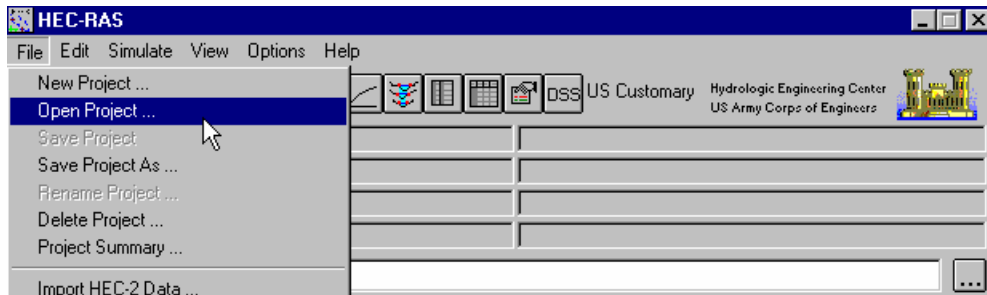 HEC-RAS
File Edit Simulate View Options Help
New Project ...
Open Project ...
Save Project
Save Project As ...
Rename Project ...
Delete Project ...
Project Summary ...
Import HEC-2 Data ...
DSS US Customary
Hydrologic Engineering Center
US Army Corps of Engineers
...